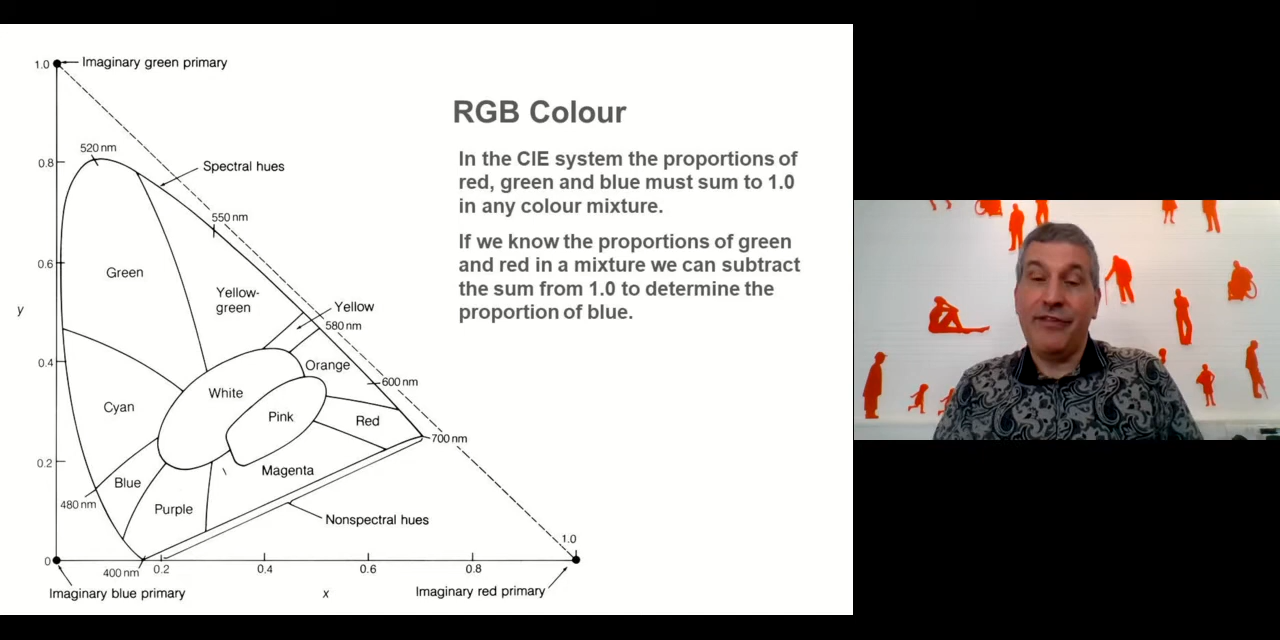 1.0 Imaginary green primary
RGB Colour
520 nm
0.8
Spectral hues
In the CIE system the proportions of
red, green and blue must sum to 1.0
in any colour mixture.
550 nm
If we know the proportions of green
and red in a mixture we can subtract
the sum from 1.0 to determine the
proportion of blue.
0.6
Green
Yellow-
green
Yellow
y
580 nm
0.4
Orange
600 nm
White
Cyan
Pink
Red
700 nm
0.2
Magenta
Blue
480 nm
Purple
Nonspectral hues
1.0
0
400 nm
0.2
0.4
0.6
0.8
Imaginary blue primary
x
Imaginary red primary